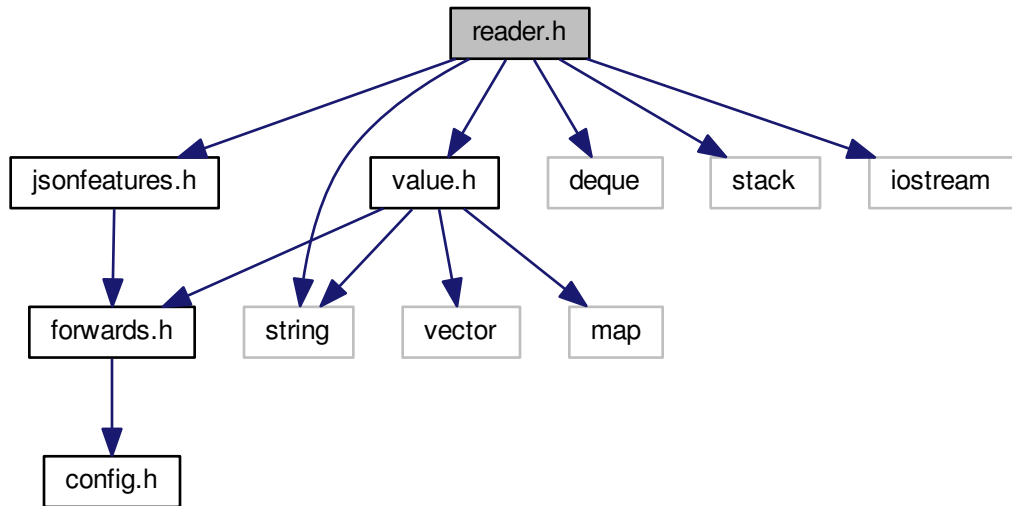 reader.h
jsonfeatures.h
value.h
deque
stack
iostream
forwards.h
string
vector
map
config.h